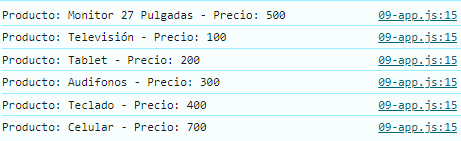 Producto: Monitor 27 Pulgadas - Precio: 500 09-app.js:15
Producto: Televisión - Precio: 100 09-app.js:15
Producto: Tablet - Precio: 200 09-app.js:15
Producto: Audifonos - Precio: 300 09-app.js:15
Producto: Teclado - Precio: 400 09-app.js:15
Producto: Celular - Precio: 700 09-app.js:15